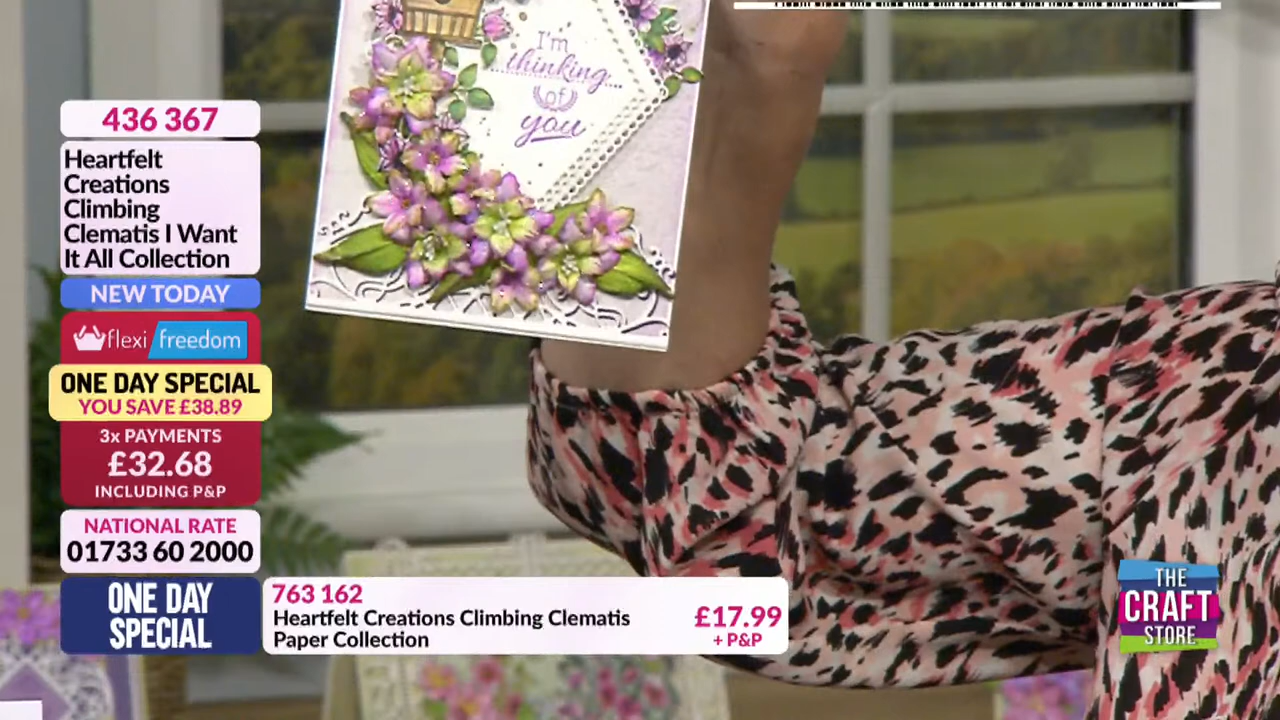 I'm
thinking...
of
you
436 367
Heartfelt
Creations
Climbing
Clematis I Want
It All Collection
NEW TODAY
flexi freedom
ONE DAY SPECIAL
YOU SAVE £38.89
3x PAYMENTS
£32.68
INCLUDING P&P
NATIONAL RATE
01733 60 2000
ONE DAY
SPECIAL
763 162
Heartfelt Creations Climbing Clematis
Paper Collection
£17.99
+ P&P
THE
CRAFT
STORE